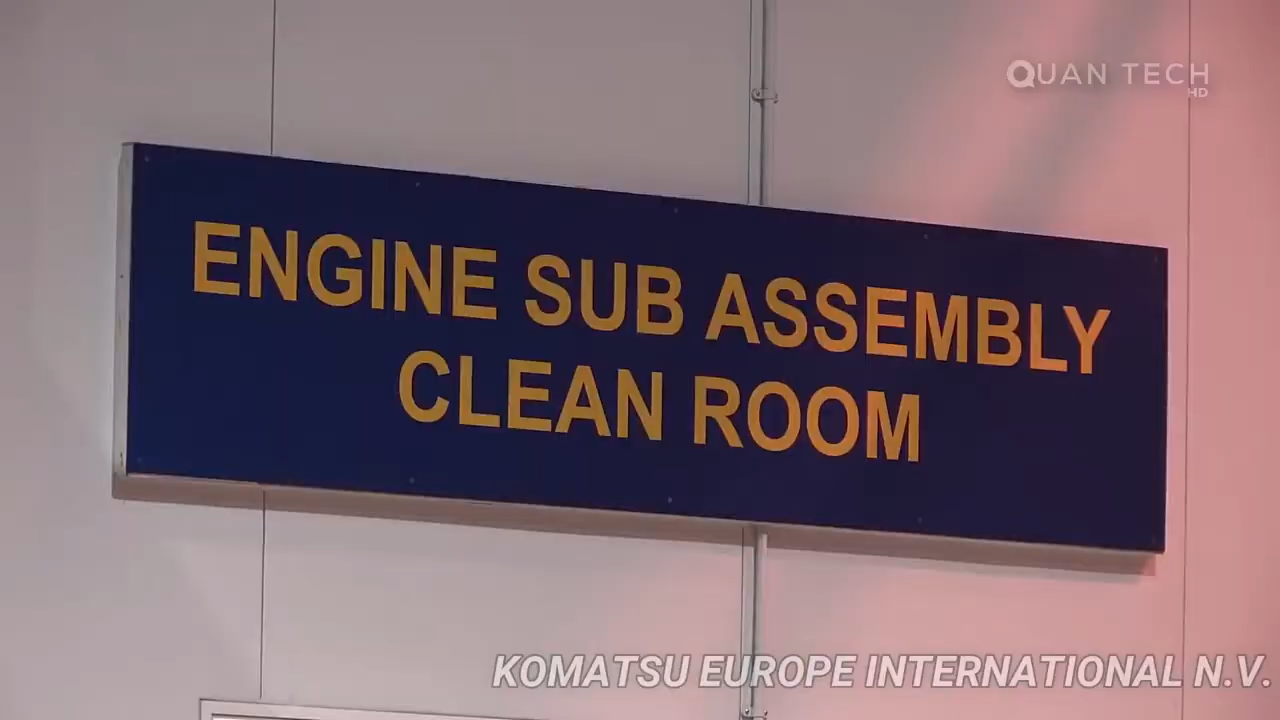 QUAN TECH
HD
ENGINE SUB ASSEMBLY
CLEAN ROOM
KOMATSU EUROPE INTERNATIONAL N.V.